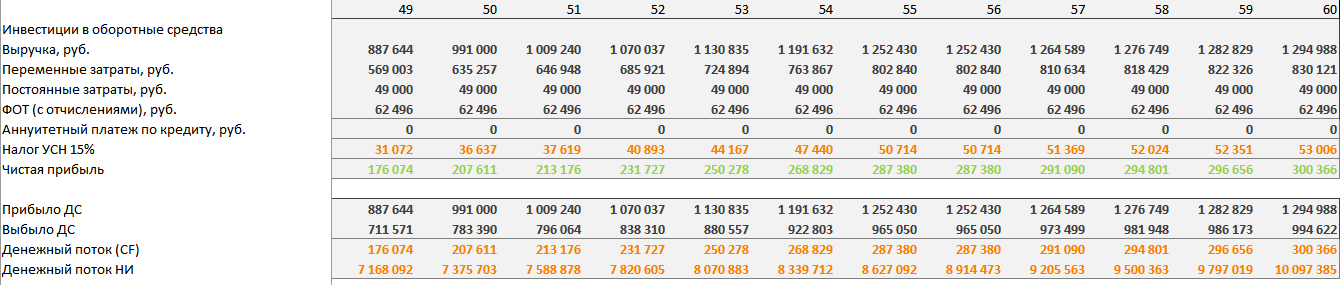 49 50 51 52 53 54 55 56 57 58 59 60
Инвестиции в оборотные средства
Выручка, руб. 887 644 991 000 1 009 240 1 070 037 1 130 835 1 191 632 1 252 430 1 252 430 1 264 589 1 276 749 1 282 829 1 294 988
Переменные затраты, руб. 569 003 635 257 646 948 685 921 724 894 763 867 802 840 802 840 810 634 818 429 822 326 830 121
Постоянные затраты, руб. 49 000 49 000 49 000 49 000 49 000 49 000 49 000 49 000 49 000 49 000 49 000 49 000
ФОТ (с отчислениями), руб. 62 496 62 496 62 496 62 496 62 496 62 496 62 496 62 496 62 496 62 496 62 496 62 496
Аннуитетный платеж по кредиту, руб. 0 0 0 0 0 0 0 0 0 0 0 0
Налог УСН 15% 31 072 36 637 37 619 40 893 44 167 47 440 50 714 50 714 51 369 52 024 52 351 53 006
Чистая прибыль 176 074 207 611 213 176 231 727 250 278 268 829 287 380 287 380 291 090 294 801 296 656 300 366
Прибыло ДС 887 644 991 000 1 009 240 1 070 037 1 130 835 1 191 632 1 252 430 1 252 430 1 264 589 1 276 749 1 282 829 1 294 988
Выбыло ДС 711 571 783 390 796 064 838 310 880 557 922 803 965 050 965 050 973 499 981 948 986 173 994 622
Денежный поток (CF) 176 074 207 611 213 176 231 727 250 278 268 829 287 380 287 380 291 090 294 801 296 656 300 366
Денежный поток НИ 7 168 092 7 375 703 7 588 878 7 820 605 8 070 883 8 339 712 8 627 092 8 914 473 9 205 563 9 500 363 9 797 019 10 097 385